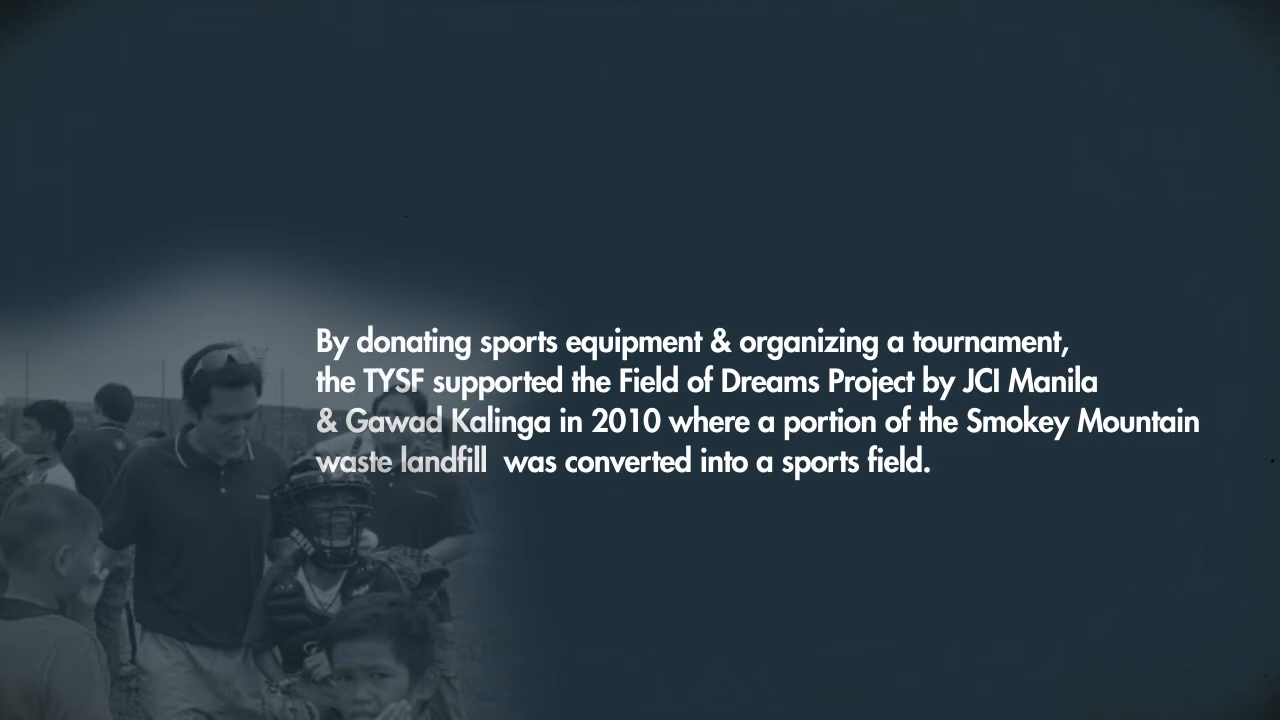 By donating sports equipment & organizing a tournament,
the TYSF supported the Field of Dreams Project by JCI Manila
& Gawad Kalinga in 2010 where a portion of the Smokey Mountain
waste landfill  was converted into a sports field.